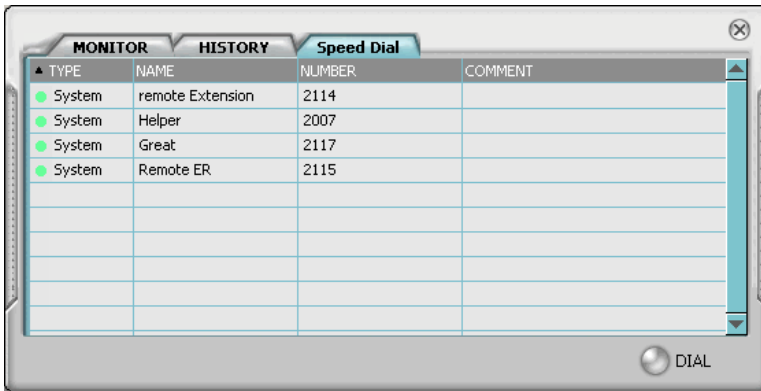 MONITOR HISTORY Speed Dial
TYPE NAME NUMBER COMMENT
System remote Extension 2114
System Helper 2007
System Great 2117
System Remote ER 2115
DIAL